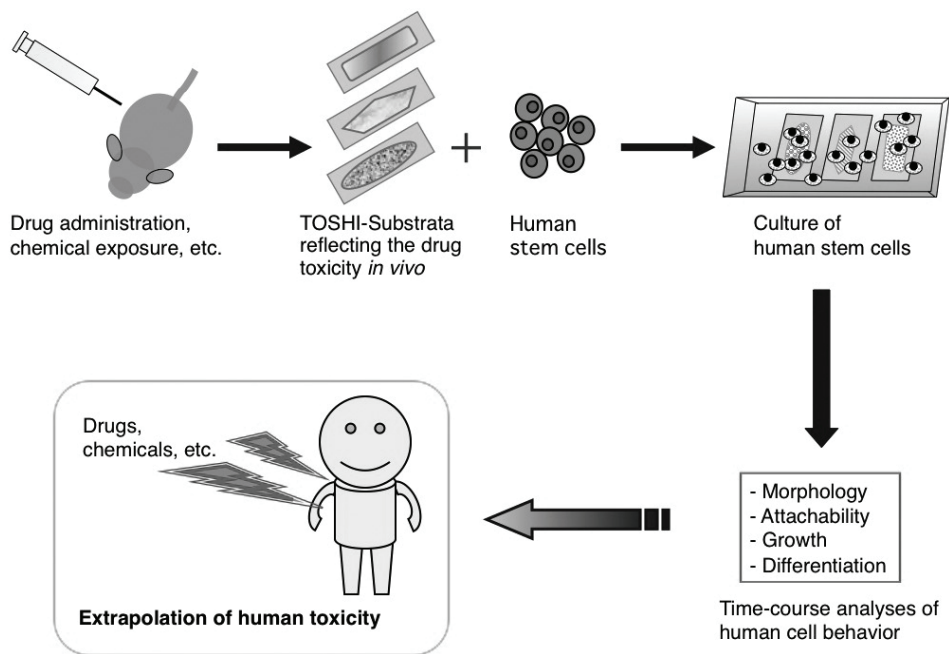 Drug administration,
chemical exposure, etc.
TOSHI-Substrata
reflecting the drug
toxicity in vivo
+
Human
stem cells
Culture of
human stem cells
- Morphology
- Attachability
- Growth
- Differentiation
Time-course analyses of
human cell behavior
Drugs,
chemicals, etc.
Extrapolation of human toxicity